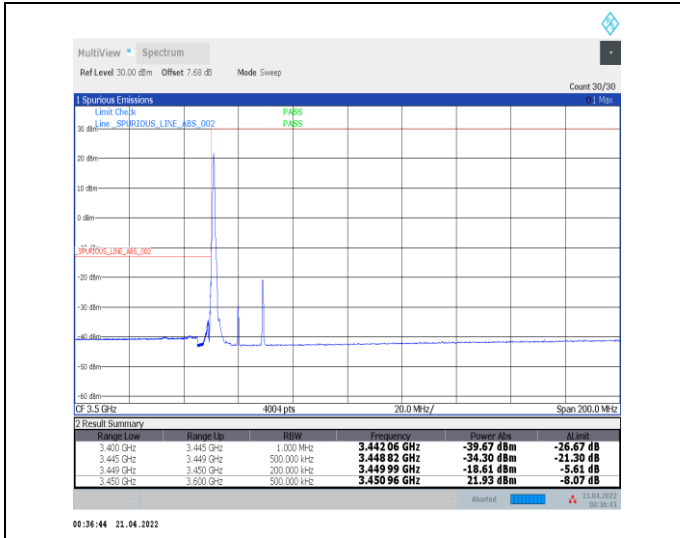 MultiView Spectrum
Ref Level 30.00 dBm Offset 7.68 dB Mode Sweep
Count 30/30
1 Spurious Emissions 1 Max
Limit Check PASS
Line _SPURIOUS_LINE_ABS_002 PASS
30 dBm
20 dBm
10 dBm
0 dBm
-10 dBm
_SPURIOUS_LINE_ABS_002
-20 dBm
-30 dBm
-40 dBm
-50 dBm
-60 dBm
CF 3.5 GHz 4004 pts 20.0 MHz/ Span 200.0 MHz
2 Result Summary
Range Low Range Up RBW Frequency Power Abs ΔLimit
3.400 GHz 3.445 GHz 1.000 MHz 3.442 06 GHz -39.67 dBm -26.67 dB
3.445 GHz 3.449 GHz 500.000 kHz 3.448 82 GHz -34.30 dBm -21.30 dB
3.449 GHz 3.450 GHz 200.000 kHz 3.449 99 GHz -18.61 dBm -5.61 dB
3.450 GHz 3.600 GHz 500.000 kHz 3.450 96 GHz 21.93 dBm -8.07 dB
Aborted 21.04.2022
00:36:43
00:36:44 21.04.2022